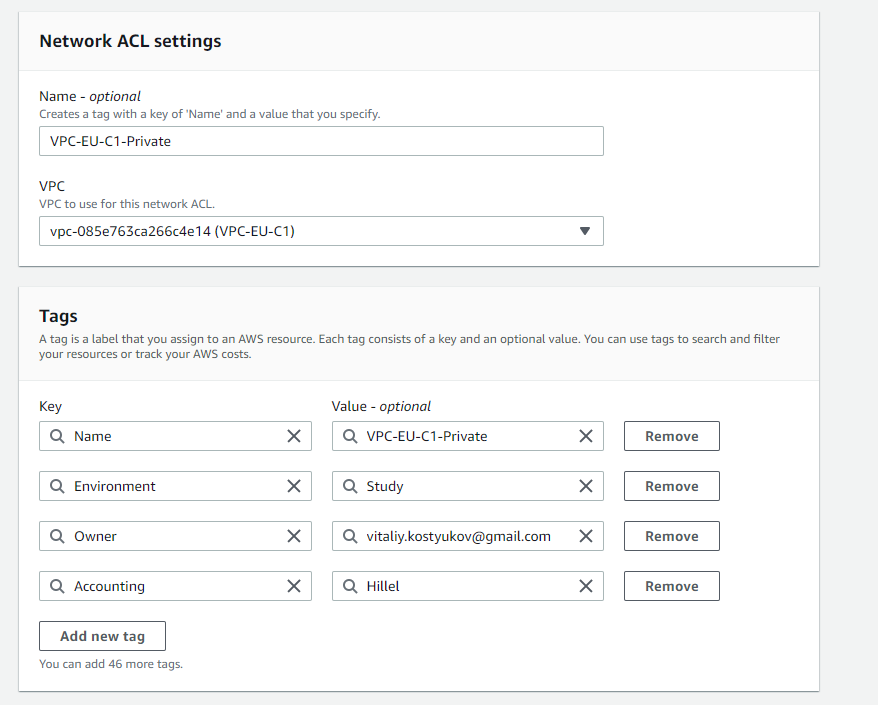 Network ACL settings
Name - optional
Creates a tag with a key of 'Name' and a value that you specify.
VPC-EU-C1-Private
VPC
VPC to use for this network ACL.
vpc-085e763ca266c4e14 (VPC-EU-C1)
Tags
A tag is a label that you assign to an AWS resource. Each tag consists of a key and an optional value. You can use tags to search and filter
your resources or track your AWS costs.
Key Value - optional
Name VPC-EU-C1-Private Remove
Environment Study Remove
Owner vitaliy.kostyukov@gmail.com Remove
Accounting Hillel Remove
Add new tag
You can add 46 more tags.